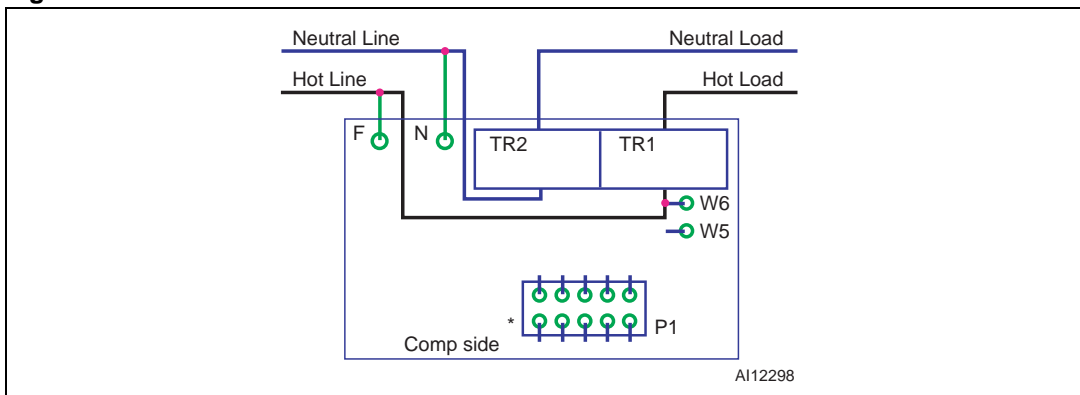 Neutral Line Neutral Load
Hot Line Hot Load
F N TR2 TR1
W6
W5
* P1
Comp side
AI12298